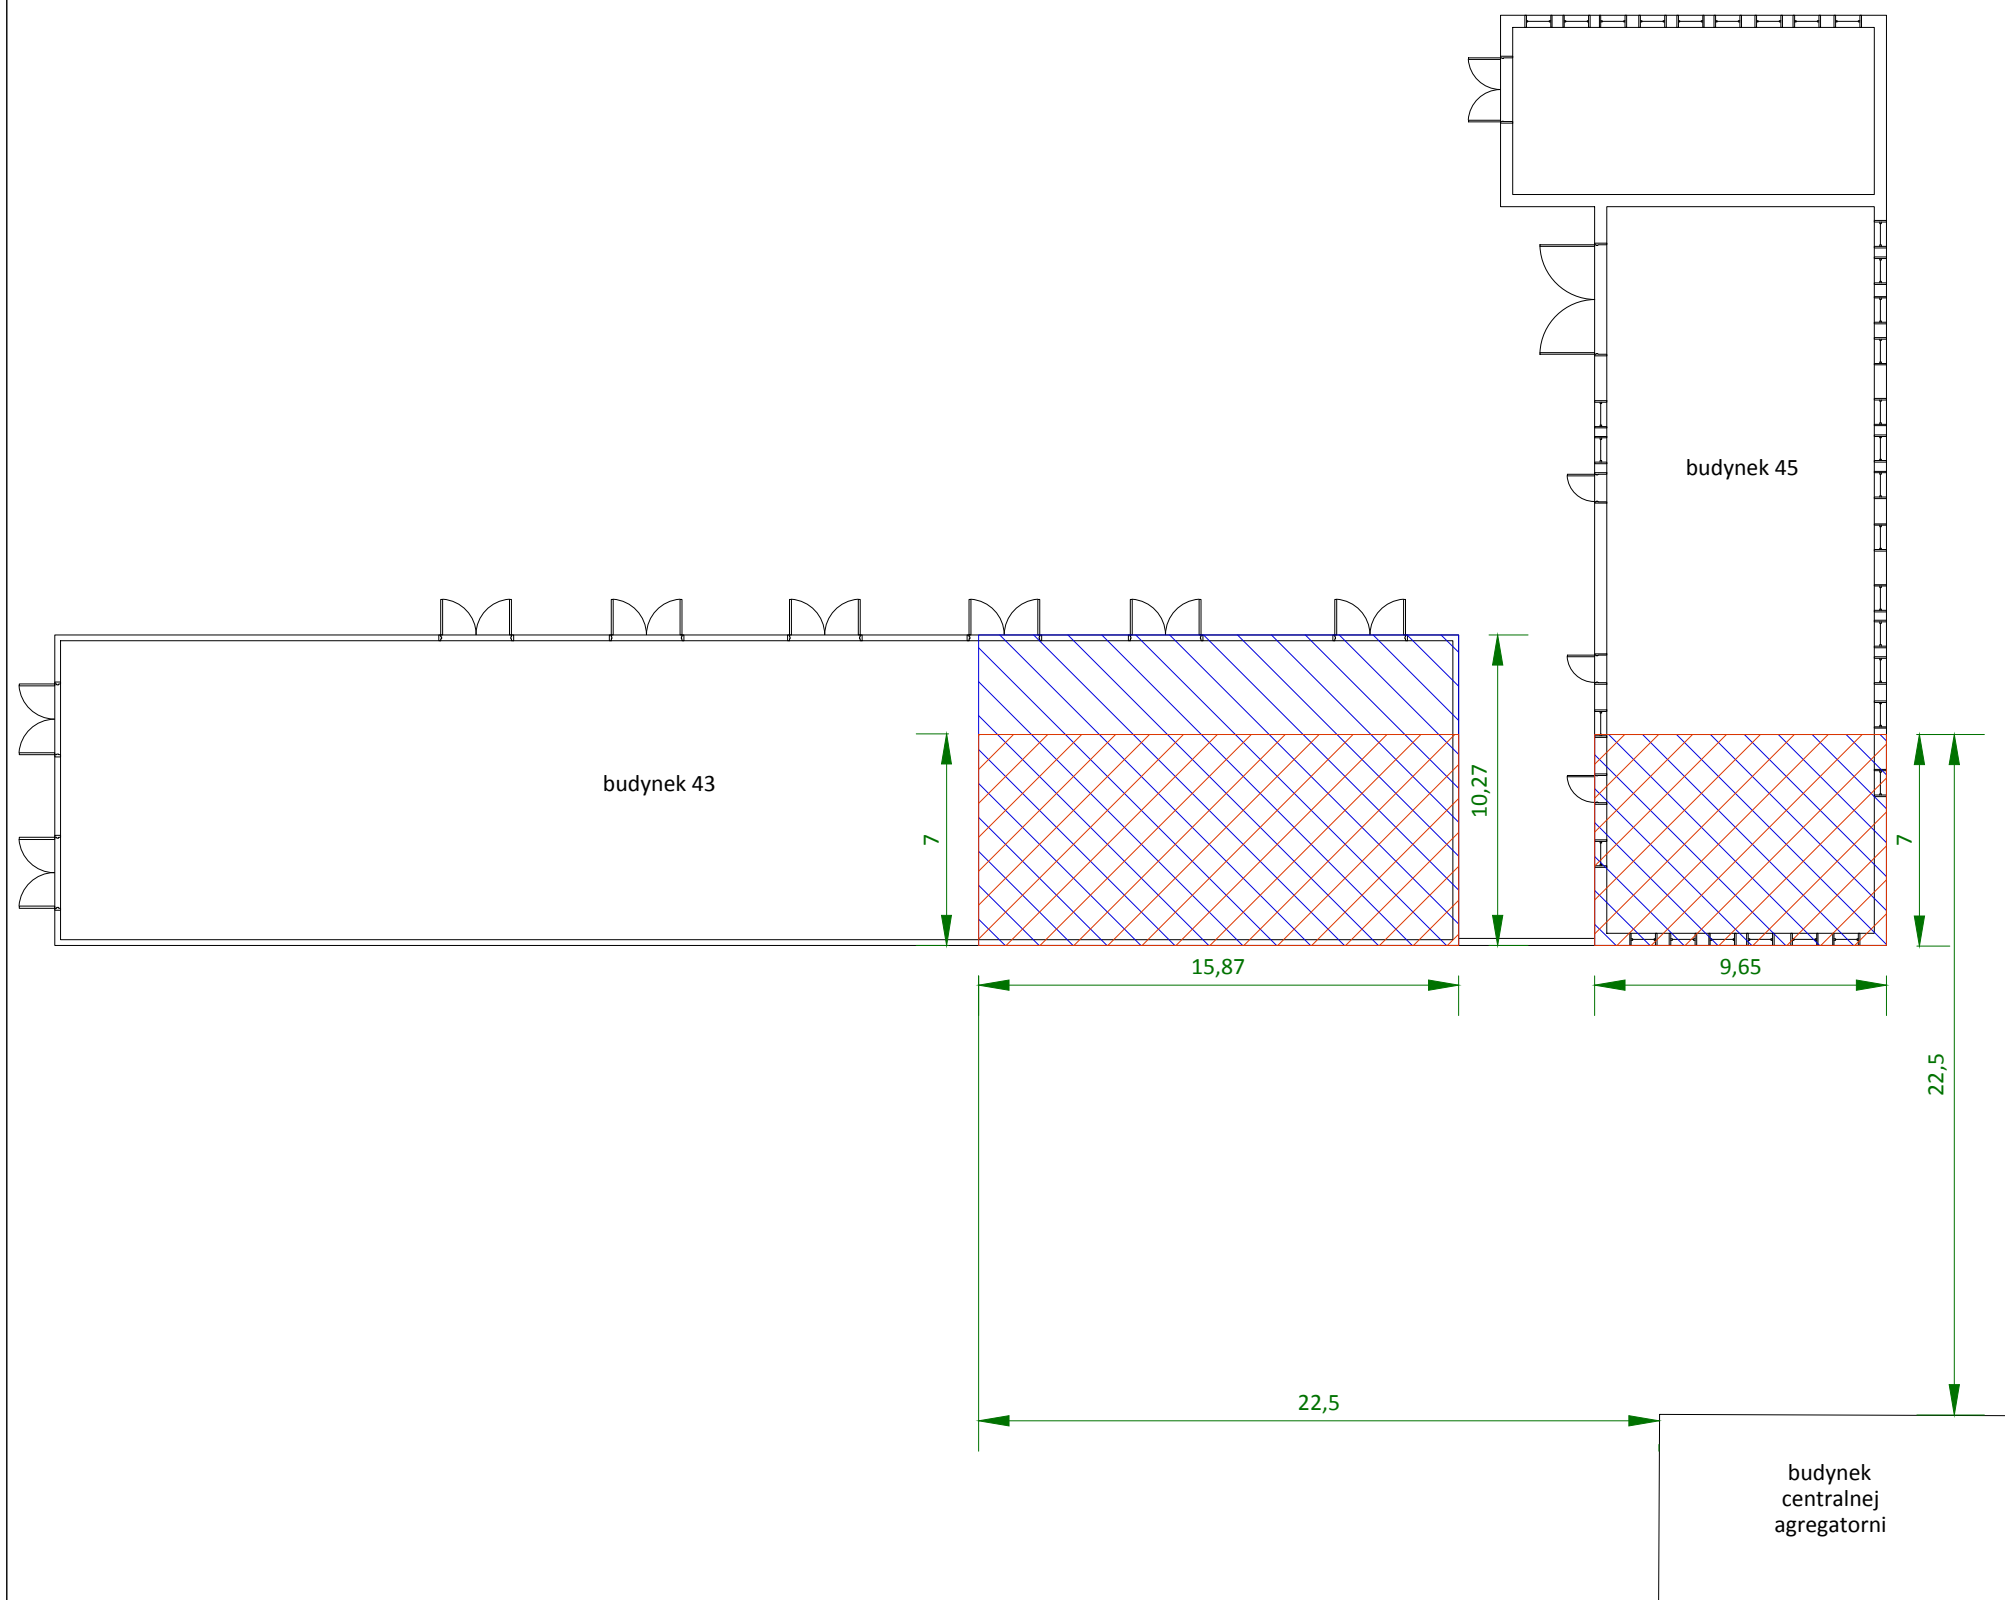 budynek 45
budynek 43
7
10,27
7
15,87
9,65
22,5
22,5
budynek
centralnej
agregatorni